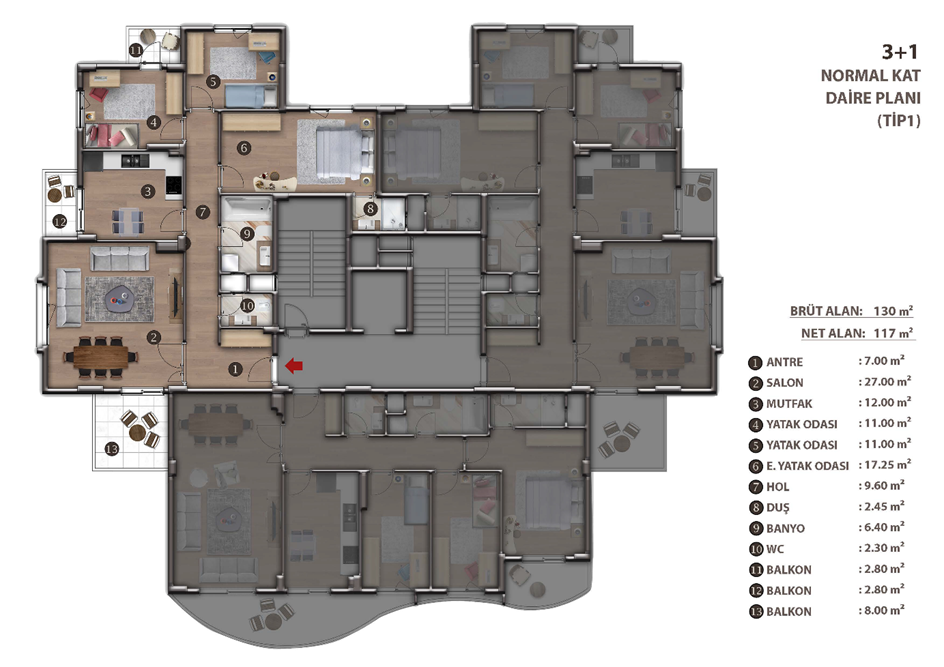 3+1
NORMAL KAT
DAİRE PLANI
(TİP1)
BRÜT ALAN: 130 m²
NET ALAN: 117 m²
1 ANTRE : 7.00 m²
2 SALON : 27.00 m²
3 MUTFAK : 12.00 m²
4 YATAK ODASI : 11.00 m²
5 YATAK ODASI : 11.00 m²
6 E. YATAK ODASI : 17.25 m²
7 HOL : 9.60 m²
8 DUŞ : 2.45 m²
9 BANYO : 6.40 m²
10 WC : 2.30 m²
11 BALKON : 2.80 m²
12 BALKON : 2.80 m²
13 BALKON : 8.00 m²
11
5
4
6
3
7
8
12
9
10
2
1
13